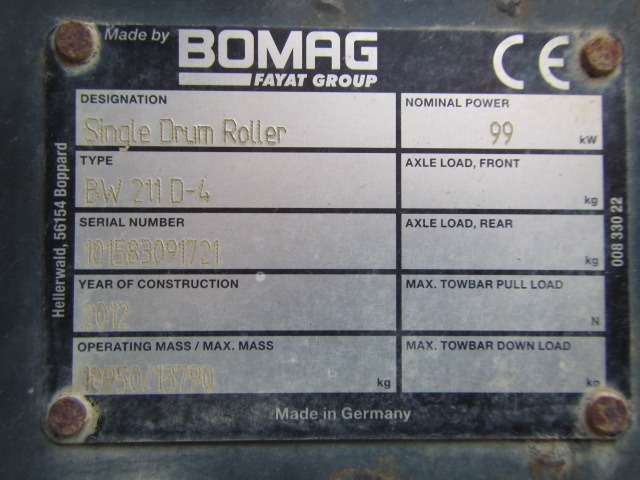 Made by BOMAG CE
FAYAT GROUP
DESIGNATION
Single Drum Roller
NOMINAL POWER
99 kW
TYPE
BW 211 D-4
AXLE LOAD, FRONT
kg
SERIAL NUMBER
101583091721
AXLE LOAD, REAR
kg
YEAR OF CONSTRUCTION
2012
MAX. TOWBAR PULL LOAD
N
OPERATING MASS / MAX. MASS
10950/13790 kg
MAX. TOWBAR DOWN LOAD
kg
Made in Germany
Hellerwald, 56154 Boppard
008 330 22